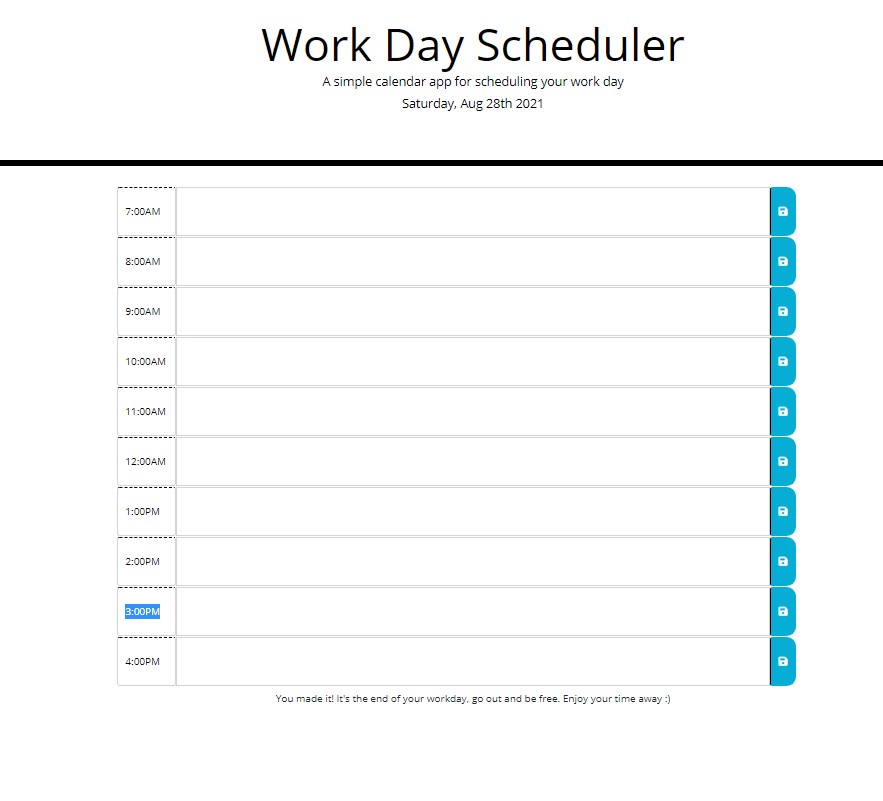 Work Day Scheduler
A simple calendar app for scheduling your work day
Saturday, Aug 28th 2021
7:00AM
8:00AM
9:00AM
10:00AM
11:00AM
12:00AM
1:00PM
2:00PM
3:00PM
4:00PM
You made it! It's the end of your workday, go out and be free. Enjoy your time away :)